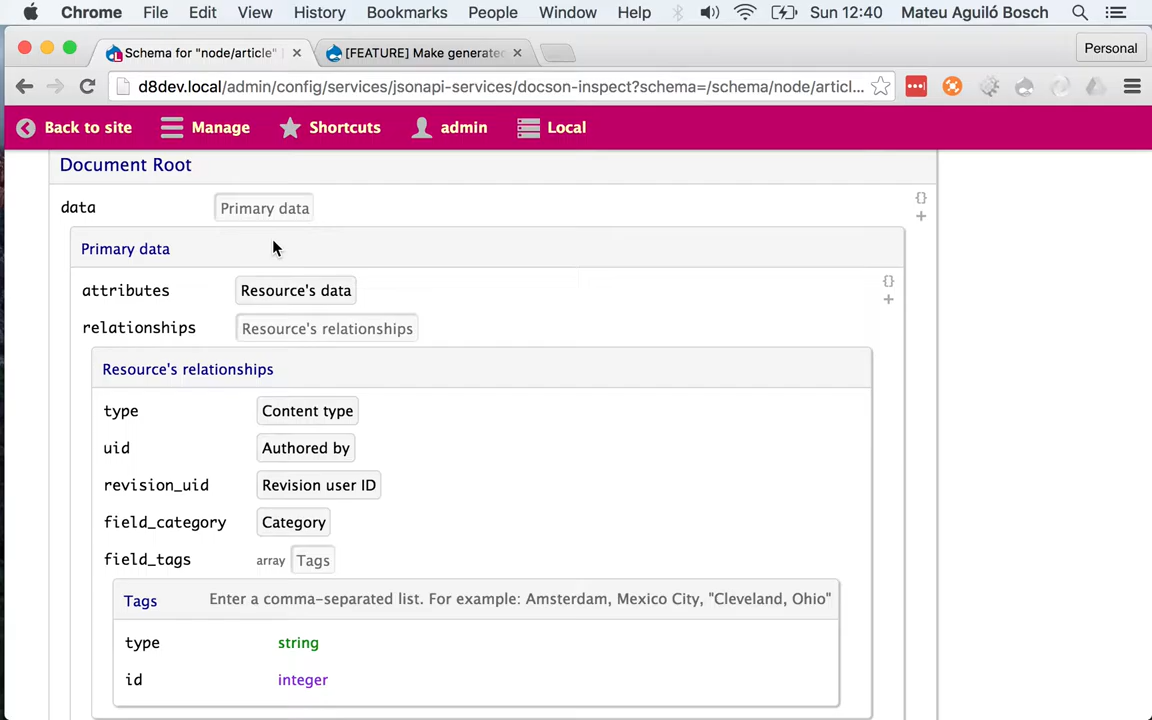 Chrome File Edit View History Bookmarks People Window Help Sun 12:40 Mateu Aguiló Bosch
Schema for "node/article" [FEATURE] Make generated Personal
d8dev.local/admin/config/services/jsonapi-services/docson-inspect?schema=/schema/node/articl...
Back to site Manage Shortcuts admin Local
Document Root
data Primary data {}
+
Primary data
attributes Resource's data {}
+
relationships Resource's relationships
Resource's relationships
type Content type
uid Authored by
revision_uid Revision user ID
field_category Category
field_tags array Tags
Tags Enter a comma-separated list. For example: Amsterdam, Mexico City, "Cleveland, Ohio"
type string
id integer